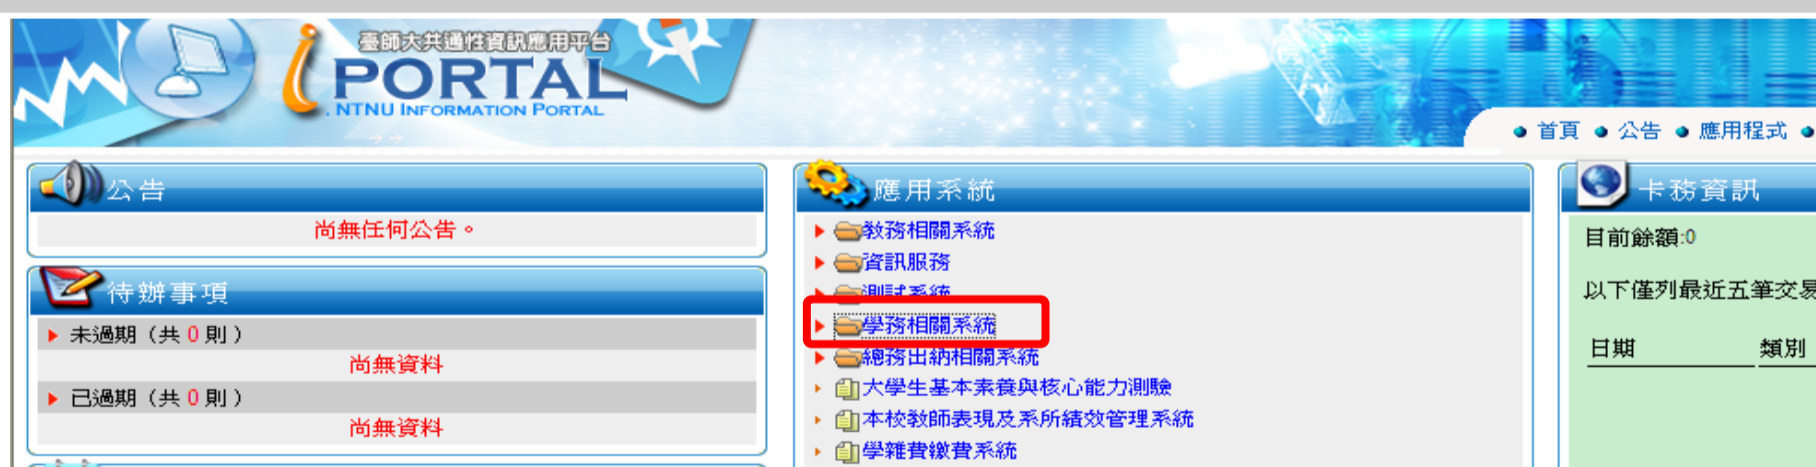 臺師大共通性資訊應用平台
i PORTAL
NTNU INFORMATION PORTAL
首頁 公告 應用程式
公告
尚無任何公告。
待辦事項
未過期（共 0 則）
尚無資料
已過期（共 0 則）
尚無資料
應用系統
教務相關系統
資訊服務
測試系統
學務相關系統
總務出納相關系統
大學生基本素養與核心能力測驗
本校教師表現及系所績效管理系統
學雜費繳費系統
卡務資訊
目前餘額:0
以下僅列最近五筆交易
日期 類別